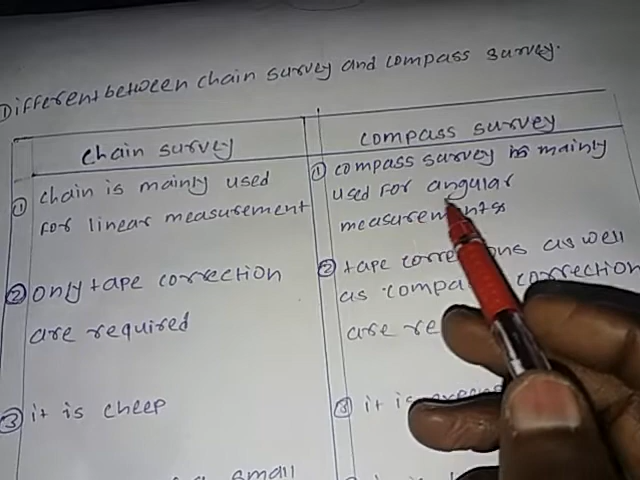 ① Different between chain survey and compass survey.
chain survey
① chain is mainly used
for linear measurement
② only tape correction
are required
③ it is cheep
small
compass survey
① compass survey is mainly
used for angular
measurements
② tape as well
as correction
are
③ it is